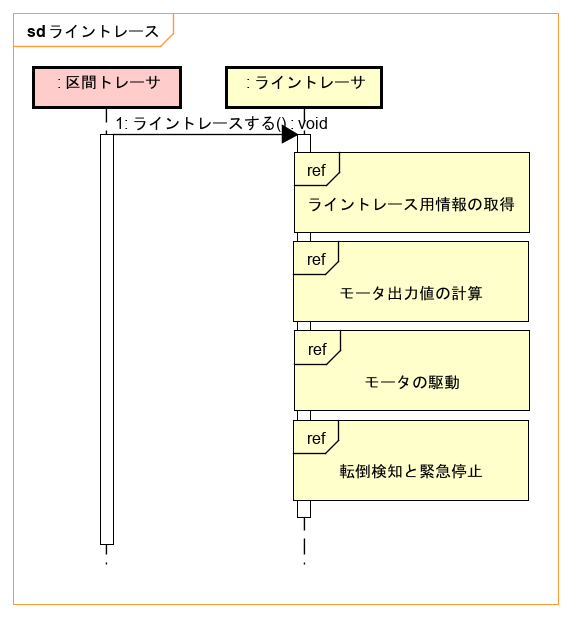 sd ライントレース
: 区間トレーサ
: ライントレーサ
1: ライントレースする() : void
ref
ライントレース用情報の取得
ref
モータ出力値の計算
ref
モータの駆動
ref
転倒検知と緊急停止